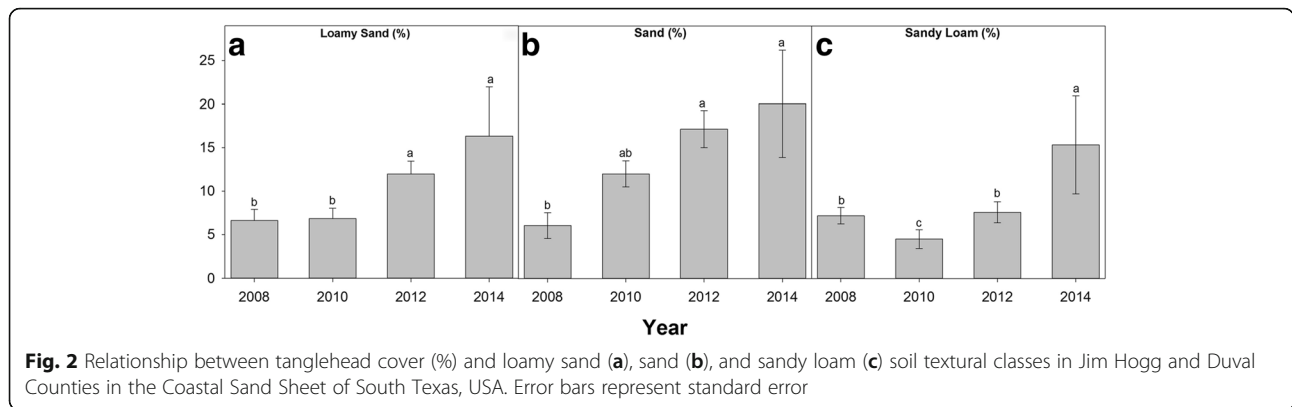 a Loamy Sand (%) b Sand (%) c Sandy Loam (%)
25
20
15
10
5
0
b b a a
b ab a a
b c b a
2008 2010 2012 2014 2008 2010 2012 2014 2008 2010 2012 2014
Year
Fig. 2 Relationship between tanglehead cover (%) and loamy sand (a), sand (b), and sandy loam (c) soil textural classes in Jim Hogg and Duval
Counties in the Coastal Sand Sheet of South Texas, USA. Error bars represent standard error